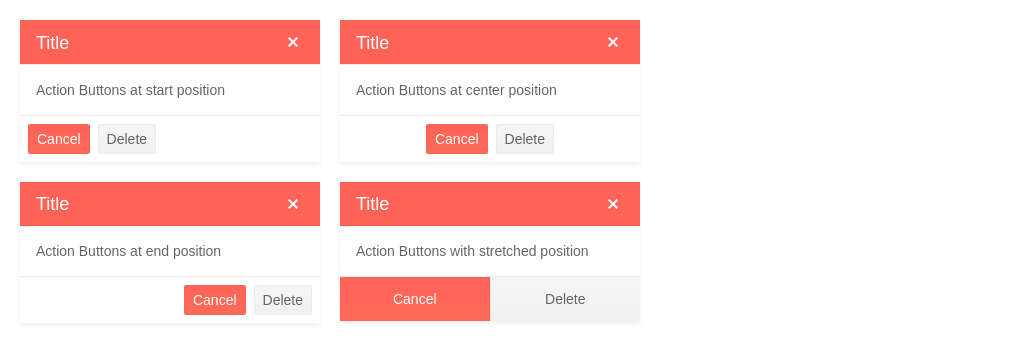 Title ×
Action Buttons at start position
Cancel Delete
Title ×
Action Buttons at center position
Cancel Delete
Title ×
Action Buttons at end position
Cancel Delete
Title ×
Action Buttons with stretched position
Cancel Delete